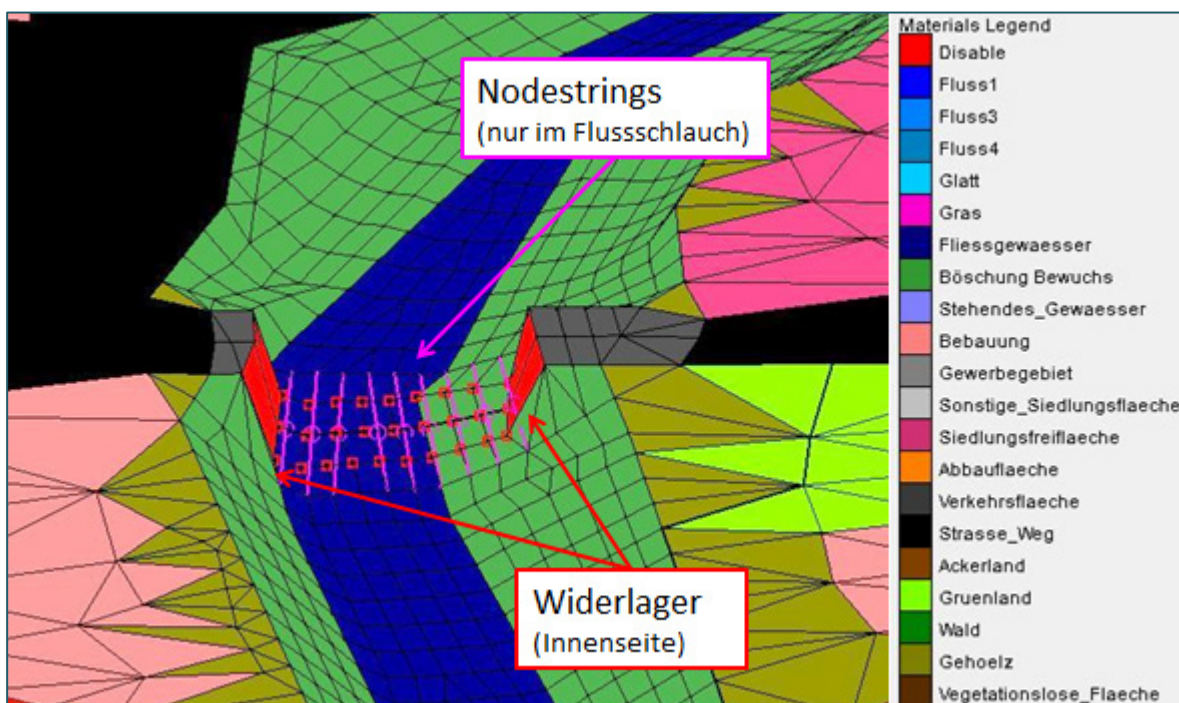 Nodestrings
(nur im Flussschlauch)
Widerlager
(Innenseite)
Materials Legend
Disable
Fluss1
Fluss3
Fluss4
Glatt
Gras
Fliessgewaesser
Böschung Bewuchs
Stehendes_Gewaesser
Bebauung
Gewerbegebiet
Sonstige_Siedlungsflaeche
Siedlungsfreiflaeche
Abbauflaeche
Verkehrsflaeche
Strasse_Weg
Ackerland
Gruenland
Wald
Gehoelz
Vegetationslose_Flaeche